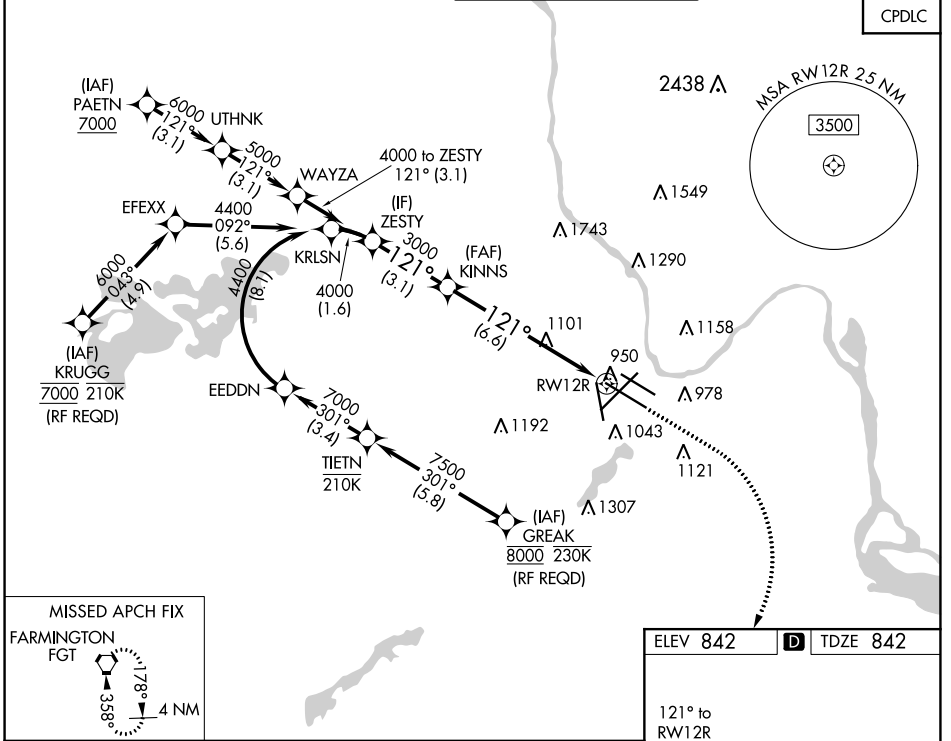 CPDLC
(IAF)
PAETN
7000
6000
121°
(3.1)
UTHNK
5000
121°
(3.1)
WAYZA
4000 to ZESTY
121° (3.1)
2438
MSA RW12R 25 NM
3500
1549
1743
1290
EFEXX
4400
092°
(5.6)
KRLSN
(IF)
ZESTY
3000
121°
(3.1)
(FAF)
KINNS
4000
(1.6)
4400
(8.1)
6000
043°
(4.9)
(IAF)
KRUGG
7000 210K
(RF REQD)
121°
(6.6)
1101
1158
950
RW12R
978
EEDDN
7000
301°
(3.4)
TIETN
210K
1192
1043
1121
7500
301°
(5.8)
1307
(IAF)
GREAK
8000 230K
(RF REQD)
MISSED APCH FIX
FARMINGTON
FGT
178°
358°
4 NM
ELEV 842 D TDZE 842
121° to
RW12R